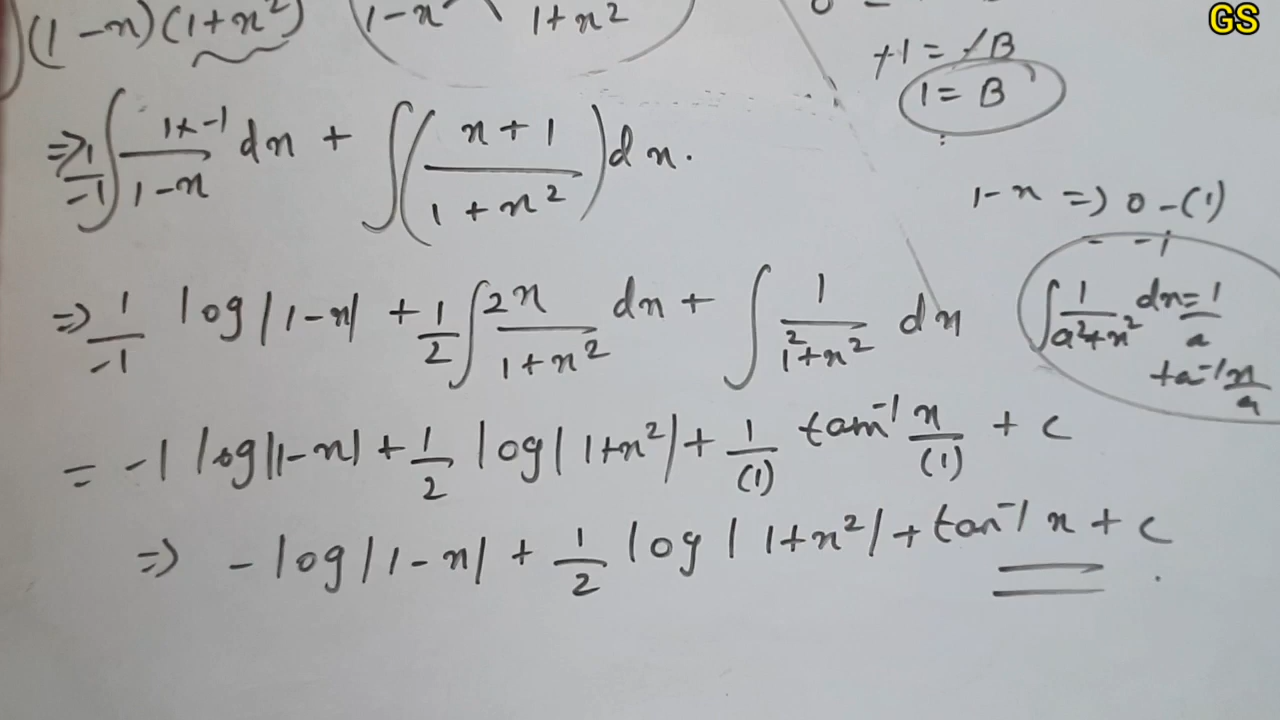 GS
(1-x)(1+x²) 1-x 1+x²
+1 = -/B
1 = B
⇒ 1/-1 ∫ 1x-1/1-x dx + ∫ (x+1/1+x²) dx.
1-x ⇒ 0-(1)
- -1
⇒ 1/-1 log|1-x| + 1/2 ∫ 2x/1+x² dx + ∫ 1/1²+x² dx
∫ 1/a²+x² dx = 1/a
ta⁻¹ x/a
= -1 log|1-x| + 1/2 log|1+x²| + 1/(1) tan⁻¹ x/(1) + c
⇒ -log|1-x| + 1/2 log|1+x²| + tan⁻¹ x + c